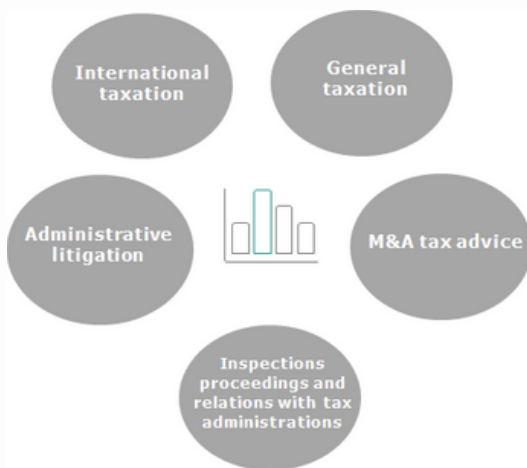 International
taxation
General
taxation
Administrative
litigation
M&A tax advice
Inspections
proceedings and
relations with tax
administrations